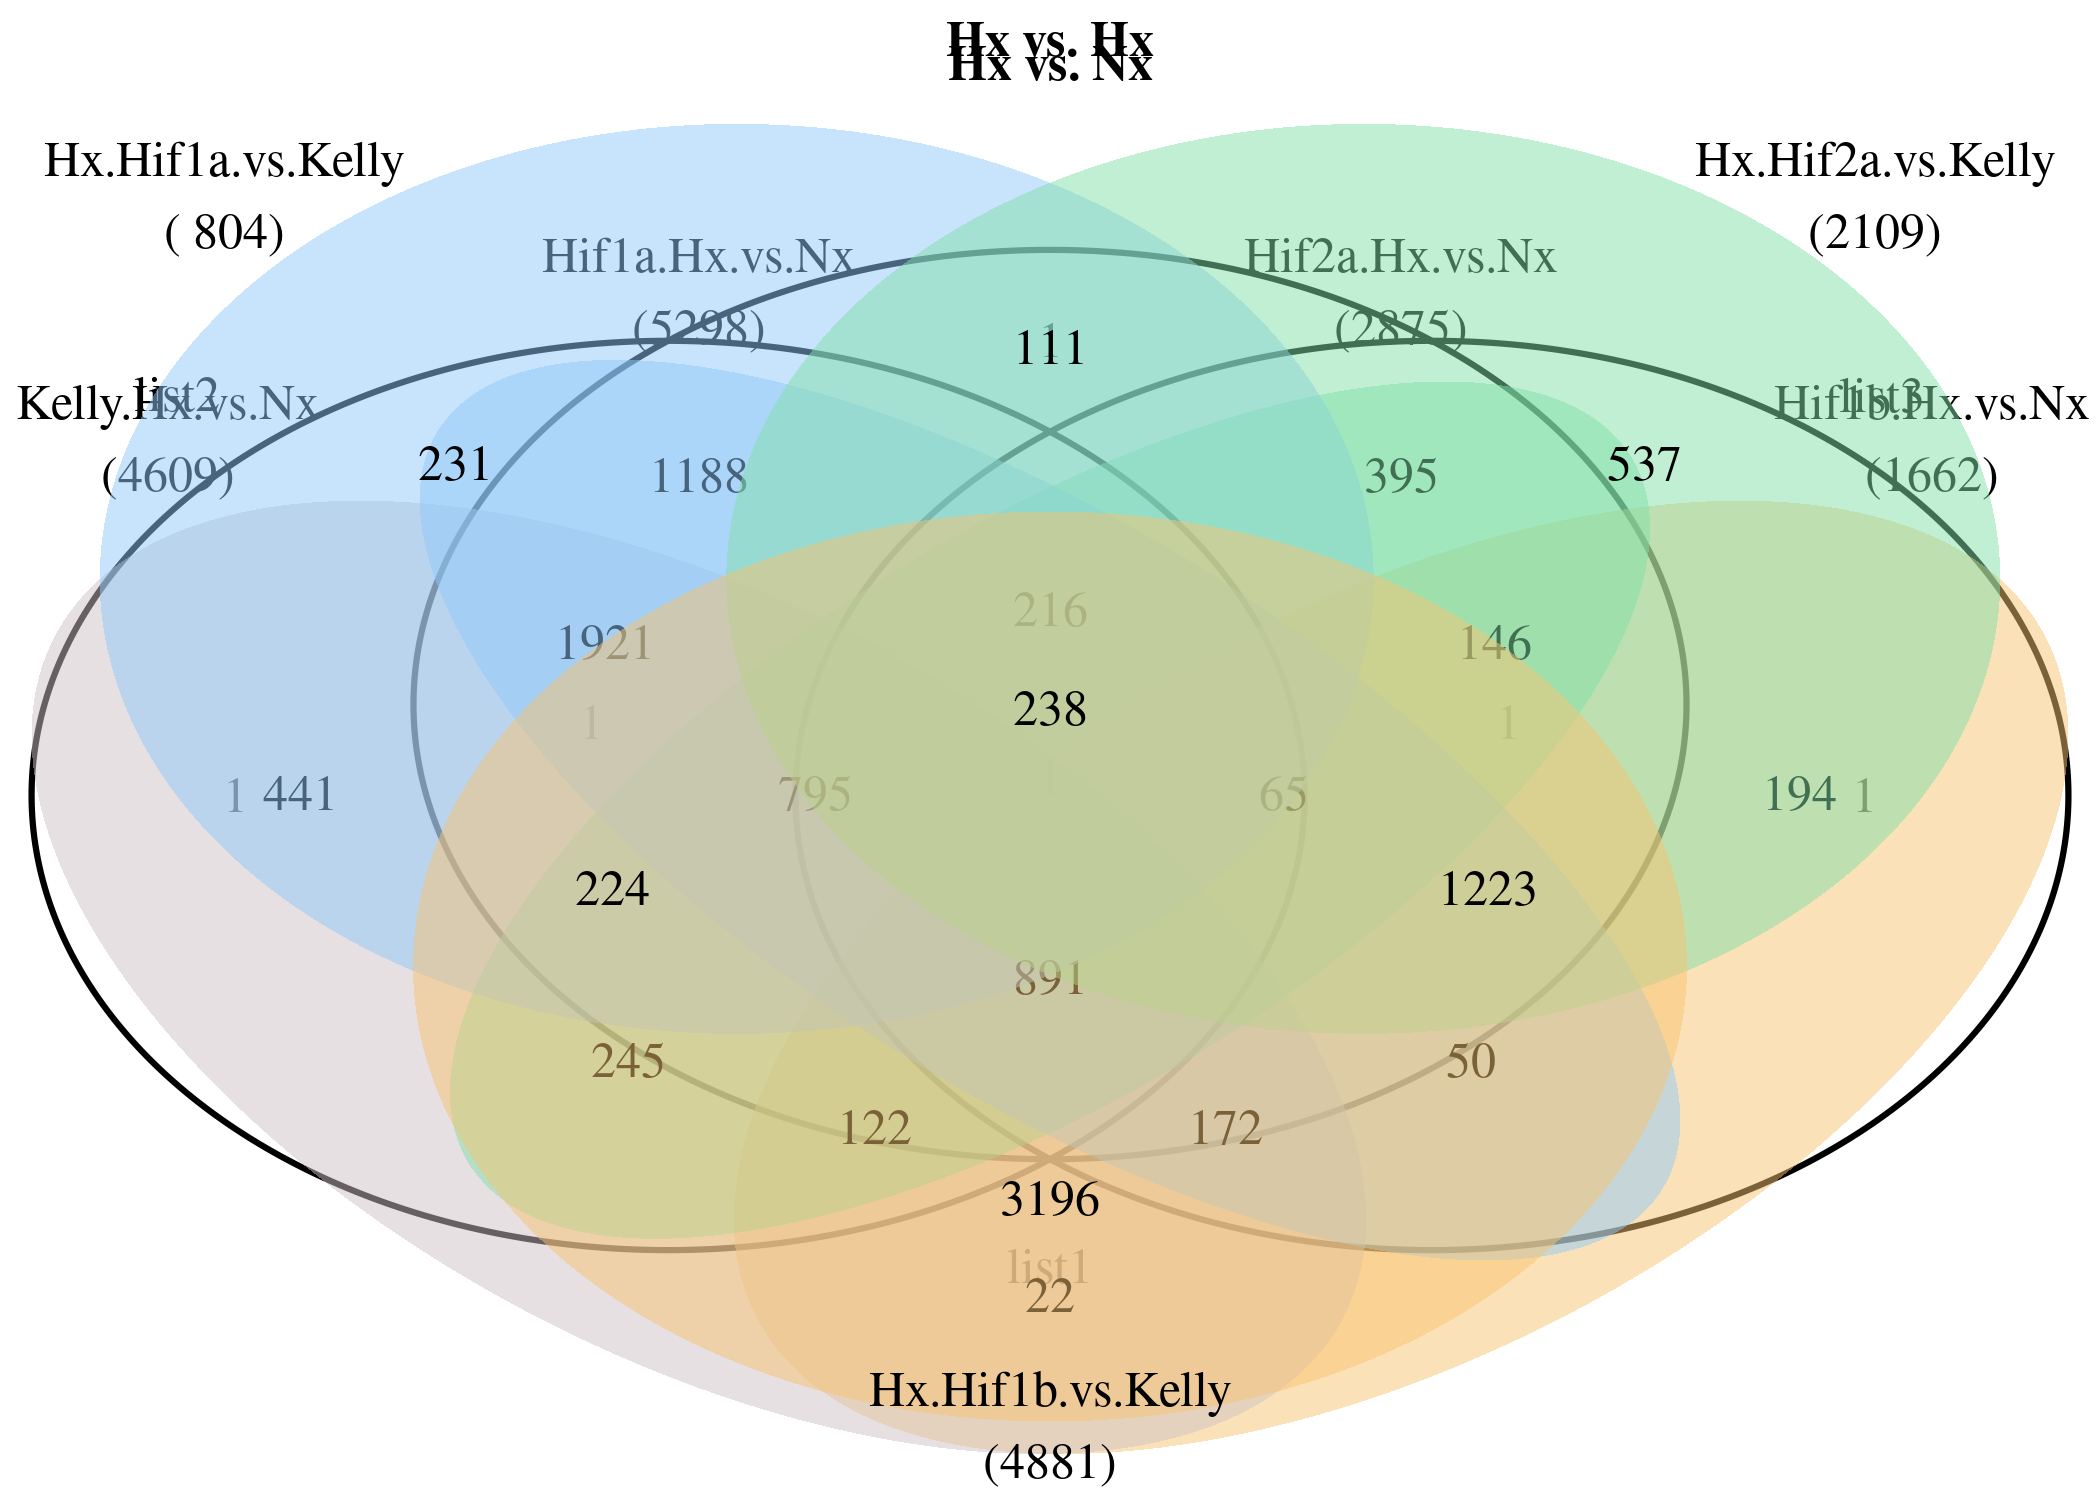 Hx vs. Hx
Hx vs. Nx
Hx.Hif1a.vs.Kelly
( 804)
Hx.Hif2a.vs.Kelly
(2109)
Hif1a.Hx.vs.Nx
(5298)
Hif2a.Hx.vs.Nx
(2875)
111
list2
Kelly.Hx.vs.Nx
(4609)
list3
Hif1b.Hx.vs.Nx
(1662)
231
1188
395
537
216
1921
146
238
1
1
1
441
795
65
194
1
1
224
1223
891
245
50
122
172
3196
list1
22
Hx.Hif1b.vs.Kelly
(4881)